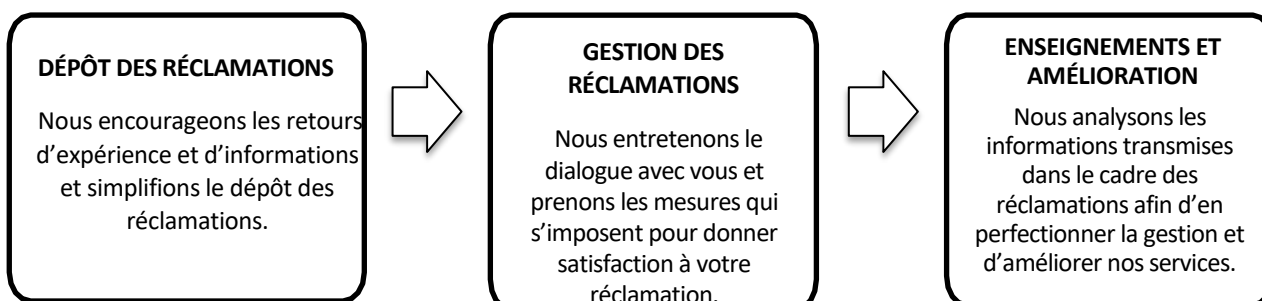 DÉPÔT DES RÉCLAMATIONS
Nous encourageons les retours
d’expérience et d’informations
et simplifions le dépôt des
réclamations.
GESTION DES
RÉCLAMATIONS
Nous entretenons le
dialogue avec vous et
prenons les mesures qui
s’imposent pour donner
satisfaction à votre
réclamation.
ENSEIGNEMENTS ET
AMÉLIORATION
Nous analysons les
informations transmises
dans le cadre des
réclamations afin d’en
perfectionner la gestion et
d’améliorer nos services.